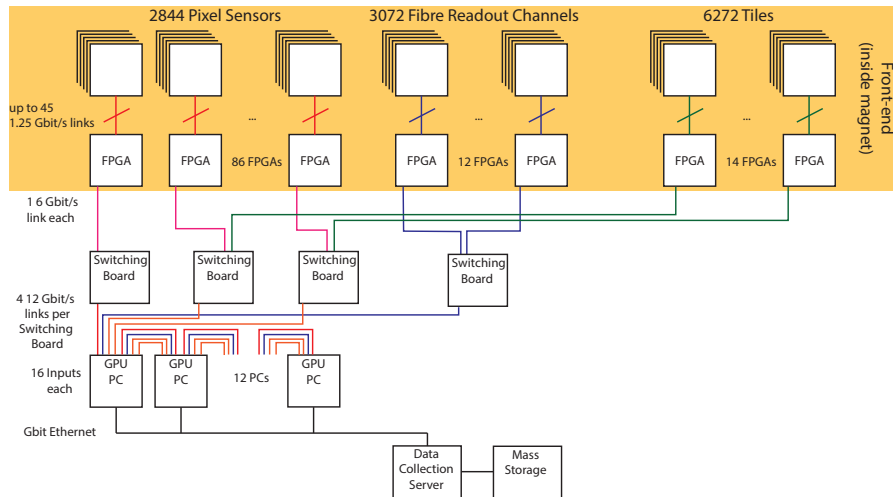 2844 Pixel Sensors
3072 Fibre Readout Channels
6272 Tiles
Front-end
(inside magnet)
up to 45
1.25 Gbit/s links
...
...
...
FPGA
FPGA
86 FPGAs
FPGA
FPGA
12 FPGAs
FPGA
FPGA
14 FPGAs
FPGA
1 6 Gbit/s
link each
Switching
Board
Switching
Board
Switching
Board
Switching
Board
4 12 Gbit/s
links per
Switching
Board
16 Inputs
each
GPU
PC
GPU
PC
12 PCs
GPU
PC
Gbit Ethernet
Data
Collection
Server
Mass
Storage